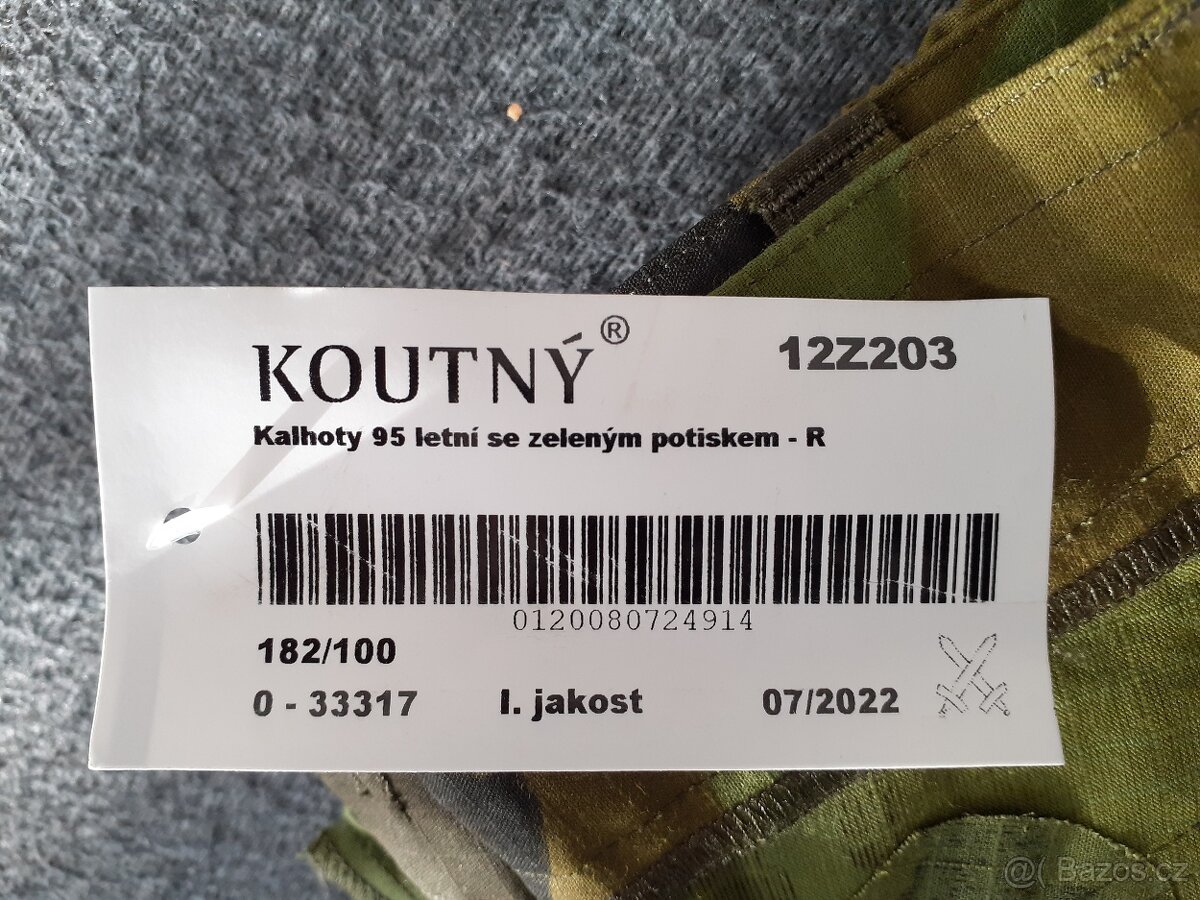 KOUTNÝ®
12Z203
Kalhoty 95 letní se zeleným potiskem - R
0120080724914
182/100
0 - 33317 I. jakost 07/2022
@( Bazos.cz